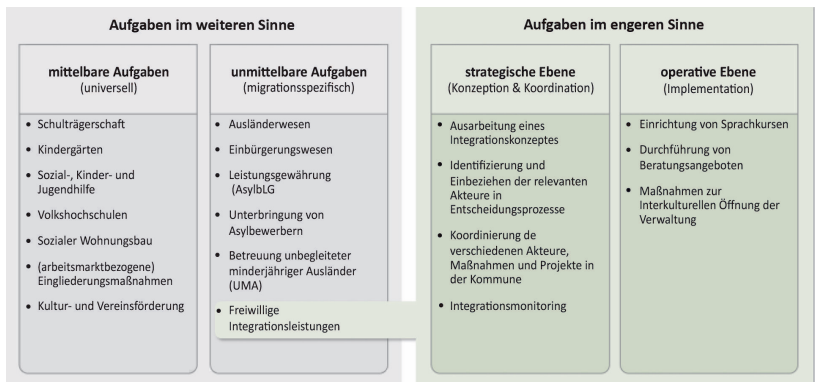 Aufgaben im weiteren Sinne
mittelbare Aufgaben
(universell)
• Schulträgerschaft
• Kindergärten
• Sozial-, Kinder- und
Jugendhilfe
• Volkshochschulen
• Sozialer Wohnungsbau
• (arbeitsmarktbezogene)
Eingliederungsmaßnahmen
• Kultur- und Vereinsförderung
unmittelbare Aufgaben
(migrationsspezifisch)
• Ausländerwesen
• Einbürgerungswesen
• Leistungsgewährung
(AsylbLG
• Unterbringung von
Asylbewerbern
• Betreuung unbegleiteter
minderjähriger Ausländer
(UMA)
• Freiwillige
Integrationsleistungen
Aufgaben im engeren Sinne
strategische Ebene
(Konzeption & Koordination)
• Ausarbeitung eines
Integrationskonzeptes
• Identifizierung und
Einbeziehen der relevanten
Akteure in
Entscheidungsprozesse
• Koordinierung de
verschiedenen Akteure,
Maßnahmen und Projekte in
der Kommune
• Integrationsmonitoring
operative Ebene
(Implementation)
• Einrichtung von Sprachkursen
• Durchführung von
Beratungsangeboten
• Maßnahmen zur
Interkulturellen Öffnung der
Verwaltung